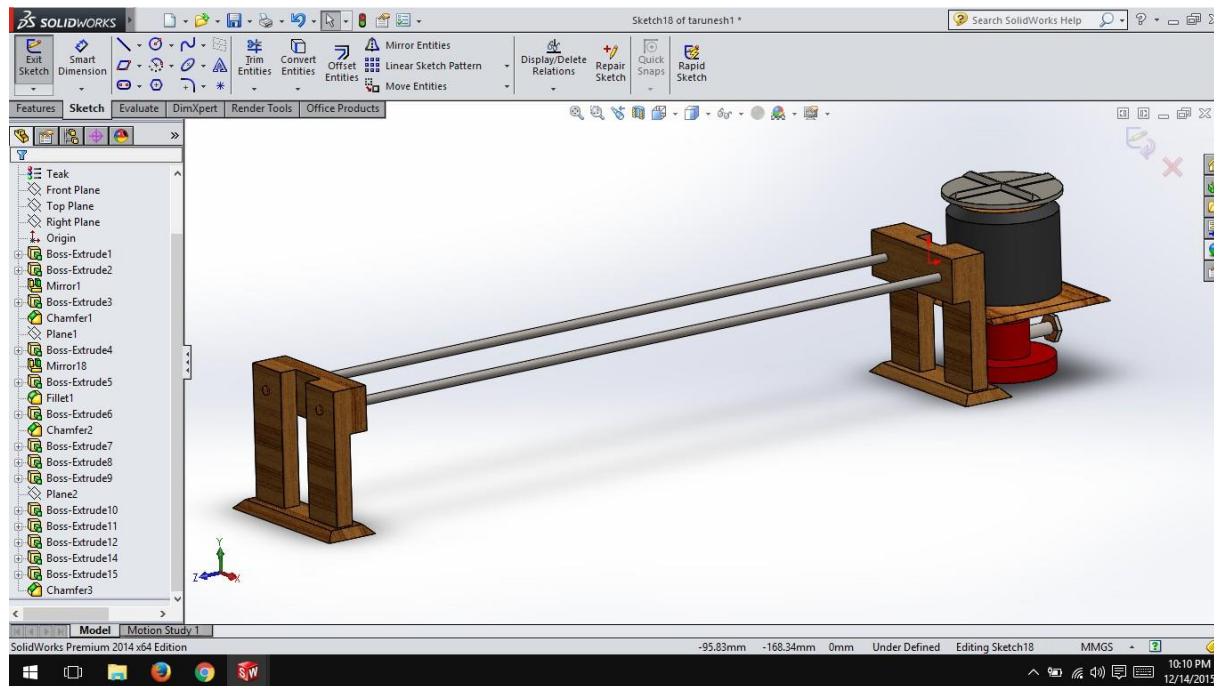 SOLIDWORKS
Sketch18 of tarunesh1 *
Search SolidWorks Help
Exit Sketch
Smart Dimension
Trim Entities
Convert Entities
Offset Entities
Mirror Entities
Linear Sketch Pattern
Move Entities
Display/Delete Relations
Repair Sketch
Quick Snaps
Rapid Sketch
Features Sketch Evaluate DimXpert Render Tools Office Products
Teak
Front Plane
Top Plane
Right Plane
Origin
Boss-Extrude1
Boss-Extrude2
Mirror1
Boss-Extrude3
Chamfer1
Plane1
Boss-Extrude4
Mirror18
Boss-Extrude5
Fillet1
Boss-Extrude6
Chamfer2
Boss-Extrude7
Boss-Extrude8
Boss-Extrude9
Plane2
Boss-Extrude10
Boss-Extrude11
Boss-Extrude12
Boss-Extrude14
Boss-Extrude15
Chamfer3
Y
Z X
Model Motion Study 1
SolidWorks Premium 2014 x64 Edition -95.83mm -168.34mm 0mm Under Defined Editing Sketch18 MMGS
SW
10:10 PM
12/14/2015